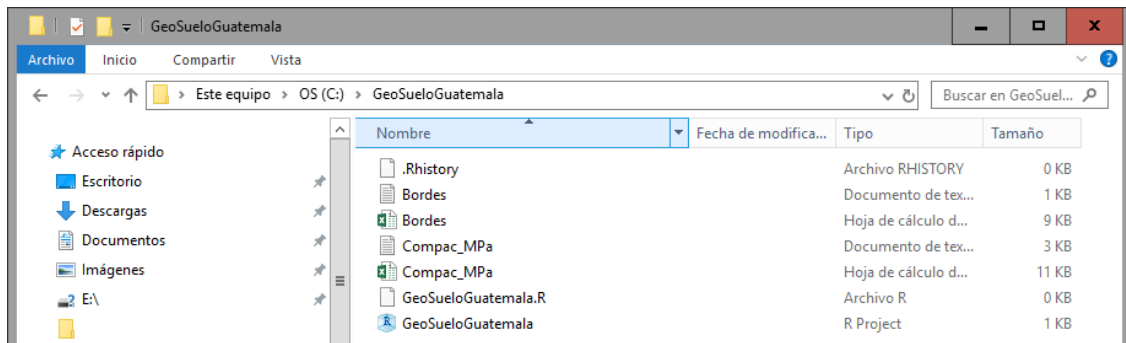 GeoSueloGuatemala
Archivo Inicio Compartir Vista
Este equipo > OS (C:) > GeoSueloGuatemala Buscar en GeoSuel...
Nombre Fecha de modifica... Tipo Tamaño
Acceso rápido
Escritorio
Descargas
Documentos
Imágenes
E:\
.Rhistory Archivo RHISTORY 0 KB
Bordes Documento de tex... 1 KB
Bordes Hoja de cálculo d... 9 KB
Compac_MPa Documento de tex... 3 KB
Compac_MPa Hoja de cálculo d... 11 KB
GeoSueloGuatemala.R Archivo R 0 KB
GeoSueloGuatemala R Project 1 KB